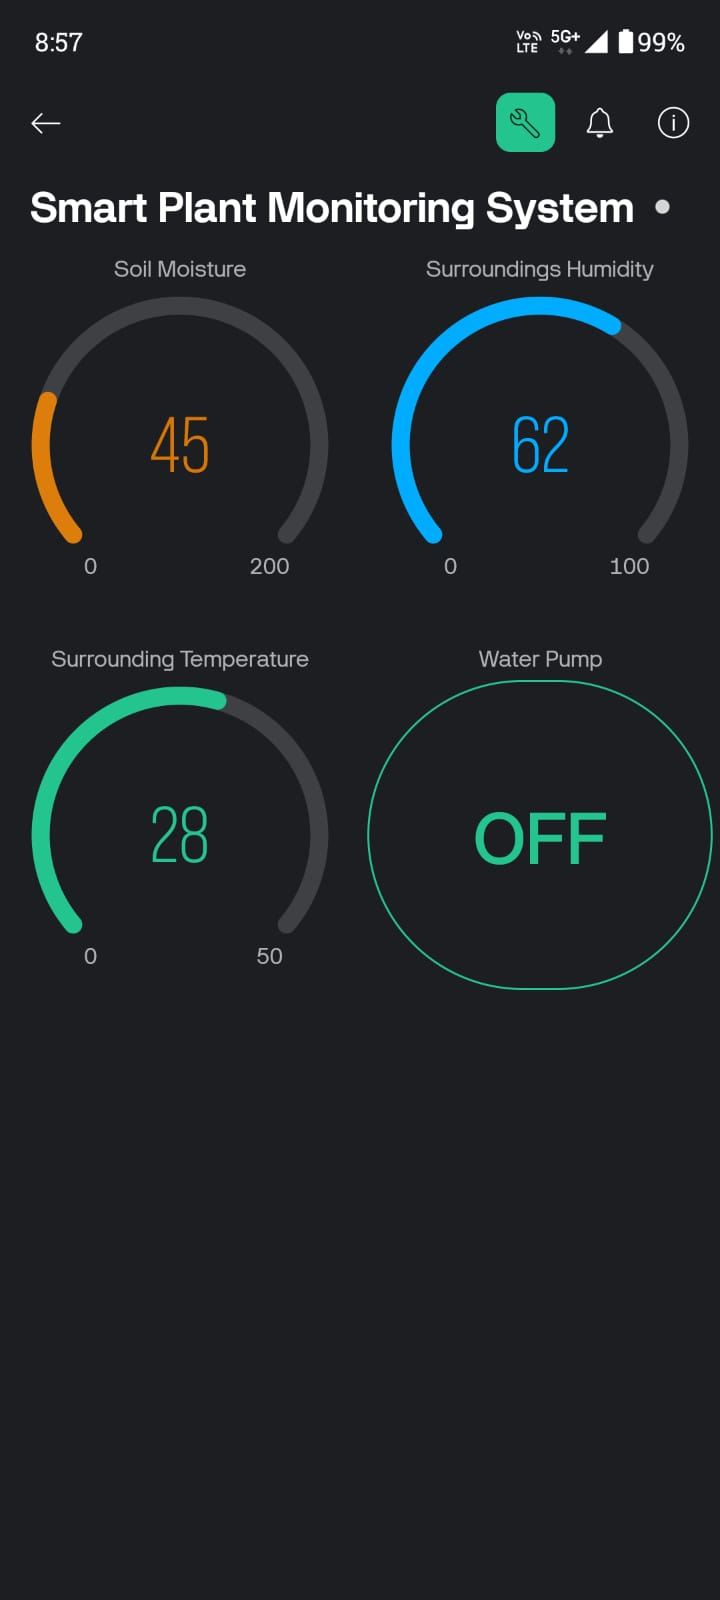 8:57 Vo LTE 5G+ 99%
Smart Plant Monitoring System
Soil Moisture Surroundings Humidity
45 62
0 200 0 100
Surrounding Temperature Water Pump
28 OFF
0 50